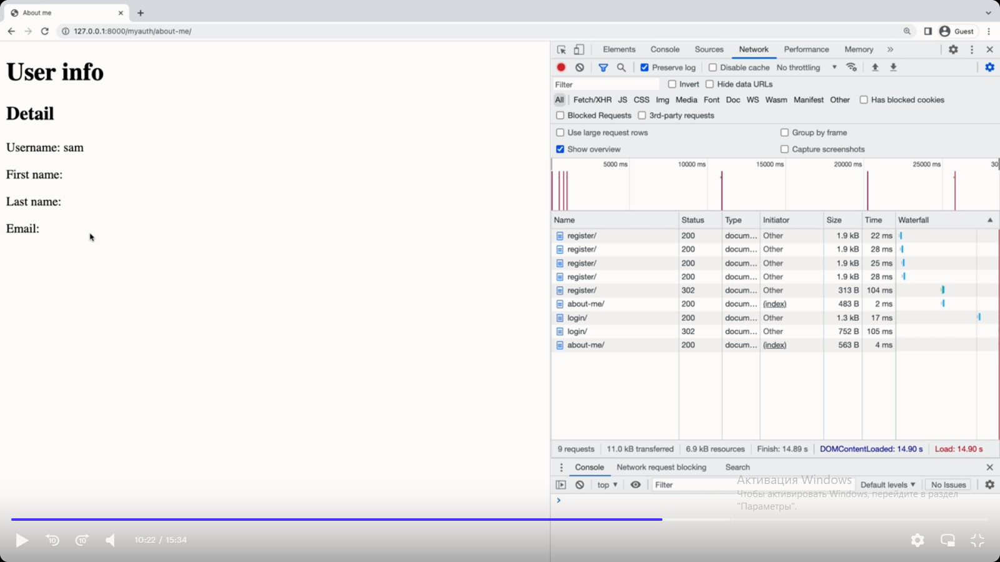 About me
127.0.0.1:8000/myauth/about-me/
Guest
User info
Detail
Username: sam
First name:
Last name:
Email:
Elements Console Sources Network Performance Memory
Preserve log Disable cache No throttling
Filter Invert Hide data URLs
All Fetch/XHR JS CSS Img Media Font Doc WS Wasm Manifest Other Has blocked cookies
Blocked Requests 3rd-party requests
Use large request rows Group by frame
Show overview Capture screenshots
5000 ms 10000 ms 15000 ms 20000 ms 25000 ms 30
Name Status Type Initiator Size Time Waterfall
register/ 200 docum... Other 1.9 kB 22 ms
register/ 200 docum... Other 1.9 kB 28 ms
register/ 200 docum... Other 1.9 kB 25 ms
register/ 200 docum... Other 1.9 kB 28 ms
register/ 302 docum... Other 313 B 104 ms
about-me/ 200 docum... (index) 483 B 2 ms
login/ 200 docum... Other 1.3 kB 17 ms
login/ 302 docum... Other 752 B 105 ms
about-me/ 200 docum... (index) 563 B 4 ms
9 requests 11.0 kB transferred 6.9 kB resources Finish: 14.89 s DOMContentLoaded: 14.90 s Load: 14.90 s
Console Network request blocking Search
top Filter Default levels No Issues
Активация Windows
Чтобы активировать Windows, перейдите в раздел
"Параметры".
10 10 10:22 / 15:34